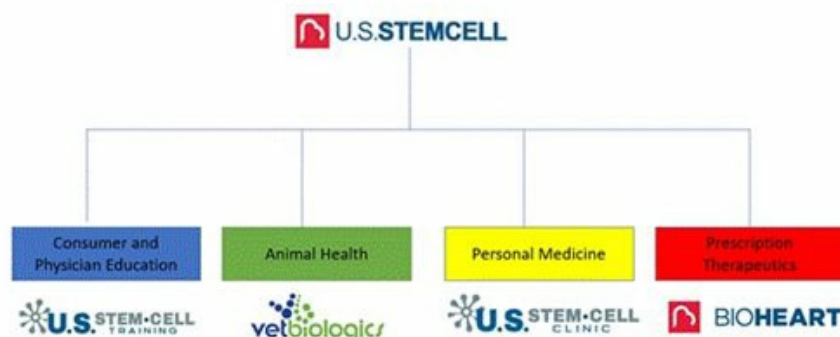 U.S.STEMCELL
Consumer and
Physician Education
Animal Health
Personal Medicine
Prescription
Therapeutics
U.S. STEM•CELL
TRAINING
vetbiologics
U.S. STEM•CELL
CLINIC
BIOHEART